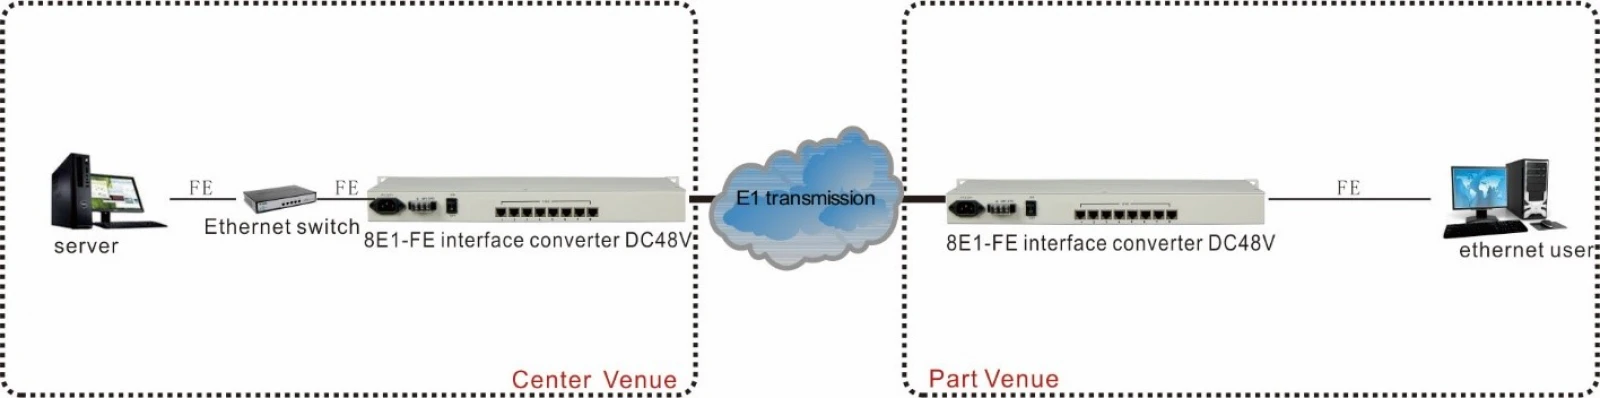 FE
FE
server
Ethernet switch
8E1-FE interface converter DC48V
E1 transmission
8E1-FE interface converter DC48V
FE
ethernet user
Center Venue
Part Venue